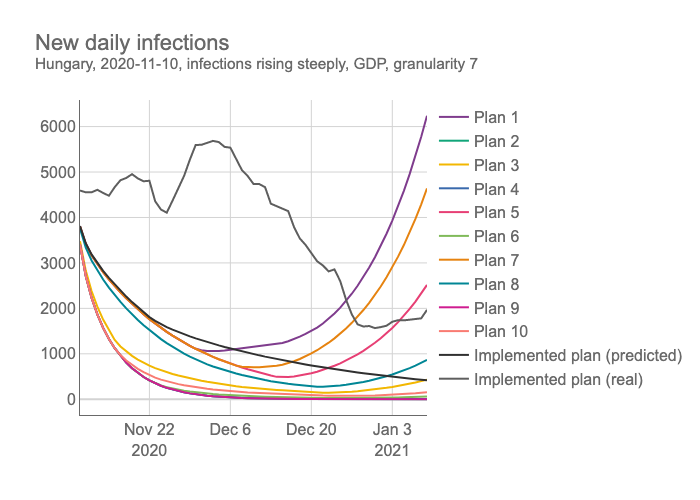 New daily infections
Hungary, 2020-11-10, infections rising steeply, GDP, granularity 7
6000
5000
4000
3000
2000
1000
0
Nov 22
2020
Dec 6
Dec 20
Jan 3
2021
Plan 1
Plan 2
Plan 3
Plan 4
Plan 5
Plan 6
Plan 7
Plan 8
Plan 9
Plan 10
Implemented plan (predicted)
Implemented plan (real)